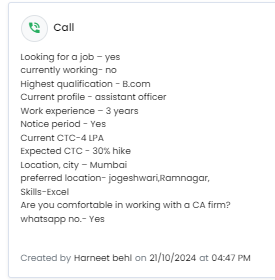 Call
Looking for a job – yes
currently working- no
Highest qualification - B.com
Current profile - assistant officer
Work experience – 3 years
Notice period - Yes
Current CTC-4 LPA
Expected CTC - 30% hike
Location, city – Mumbai
preferred location- jogeshwari,Ramnagar,
Skills-Excel
Are you comfortable in working with a CA firm?
whatsapp no.- Yes
Created by Harneet behl on 21/10/2024 at 04:47 PM